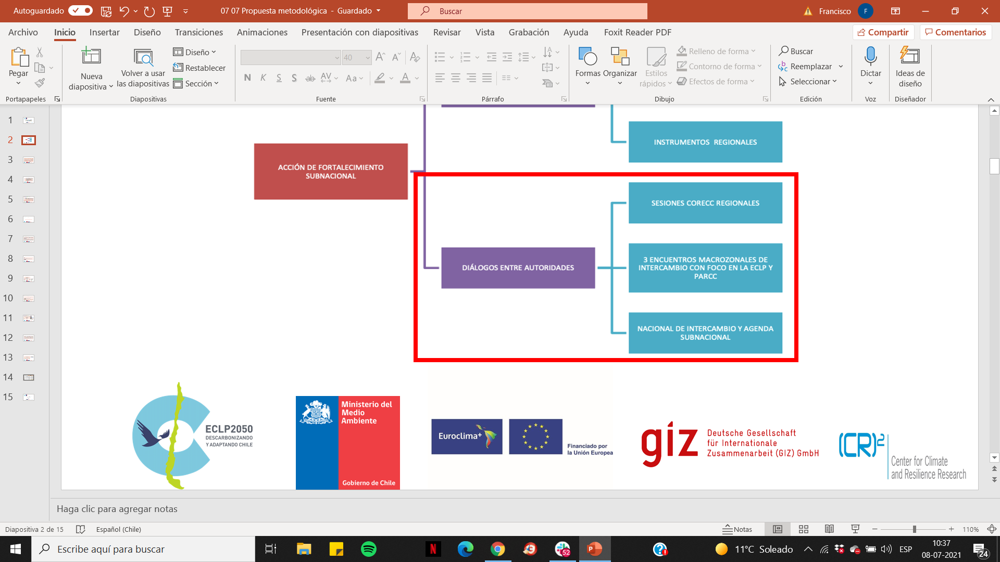 Autoguardado
07 07 Propuesta metodológica - Guardado
Buscar
Francisco
F
Archivo
Inicio
Insertar
Diseño
Transiciones
Animaciones
Presentación con diapositivas
Revisar
Vista
Grabación
Ayuda
Foxit Reader PDF
Compartir
Comentarios
Pegar
Nueva
diapositiva
Volver a usar
las diapositivas
Diseño
Restablecer
Sección
40
N K S S ab AV Aa A
Formas
Organizar
Estilos
rápidos
Relleno de forma
Contorno de forma
Efectos de forma
Buscar
Reemplazar
Seleccionar
Dictar
Ideas de
diseño
Portapapeles
Diapositivas
Fuente
Párrafo
Dibujo
Edición
Voz
Diseñador
1
2
3
4
5
6
7
8
9
10
11
12
13
14
15
INSTRUMENTOS REGIONALES
ACCIÓN DE FORTALECIMIENTO
SUBNACIONAL
SESIONES CORECC REGIONALES
DIÁLOGOS ENTRE AUTORIDADES
3 ENCUENTROS MACROZONALES DE
INTERCAMBIO CON FOCO EN LA ECLP Y
PARCC
NACIONAL DE INTERCAMBIO Y AGENDA
SUBNACIONAL
ECLP2050
DESCARBONIZANDO
Y ADAPTANDO CHILE
Ministerio del
Medio
Ambiente
Gobierno de Chile
Euroclima+
Financiado por
la Unión Europea
giz
Deutsche Gesellschaft
für Internationale
Zusammenarbeit (GIZ) GmbH
(CR)2
Center for Climate
and Resilience Research
Haga clic para agregar notas
Diapositiva 2 de 15
Español (Chile)
Notas
110%
Escribe aquí para buscar
52
11°C Soleado
ESP
10:37
08-07-2021
24